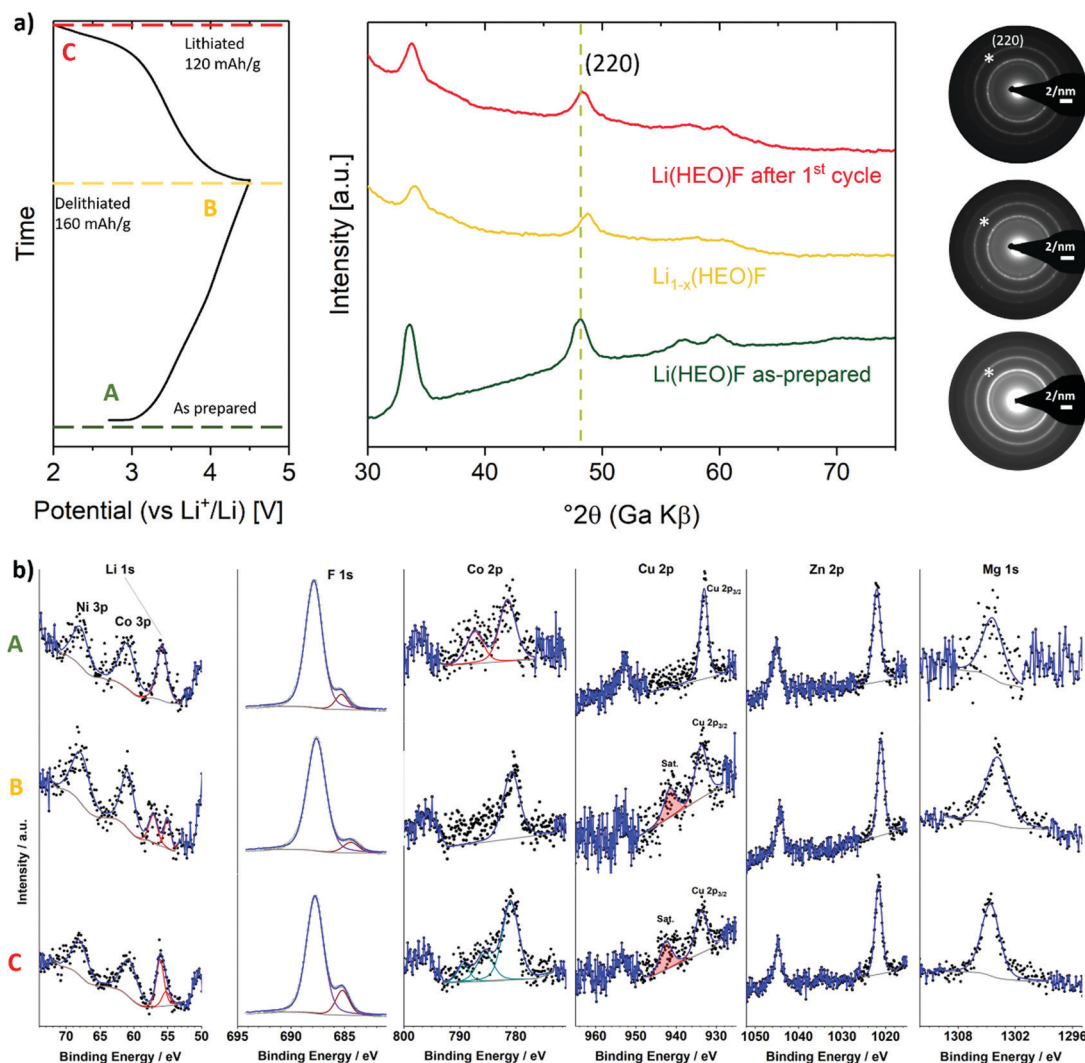 a)
C
Lithiated
120 mAh/g
Delithiated
160 mAh/g
B
A
As prepared
Time
2 3 4 5
Potential (vs Li⁺/Li) [V]
Intensity [a.u.]
(220)
Li(HEO)F after 1ˢᵗ cycle
Li₁₋ₓ(HEO)F
Li(HEO)F as-prepared
30 40 50 60 70
°2θ (Ga Kβ)
(220)
*
2/nm
*
2/nm
*
2/nm
b)
Li 1s
F 1s
Co 2p
Cu 2p
Zn 2p
Mg 1s
A
Ni 3p
Co 3p
Cu 2p₃/₂
B
Sat.
Cu 2p₃/₂
C
Sat.
Cu 2p₃/₂
Intensity / a.u.
70 65 60 55 50
695 690 685
800 790 780
960 950 940 930
1050 1040 1030 1020
1308 1302 1296
Binding Energy / eV
Binding Energy / eV
Binding Energy / eV
Binding Energy / eV
Binding Energy / eV
Binding Energy / eV